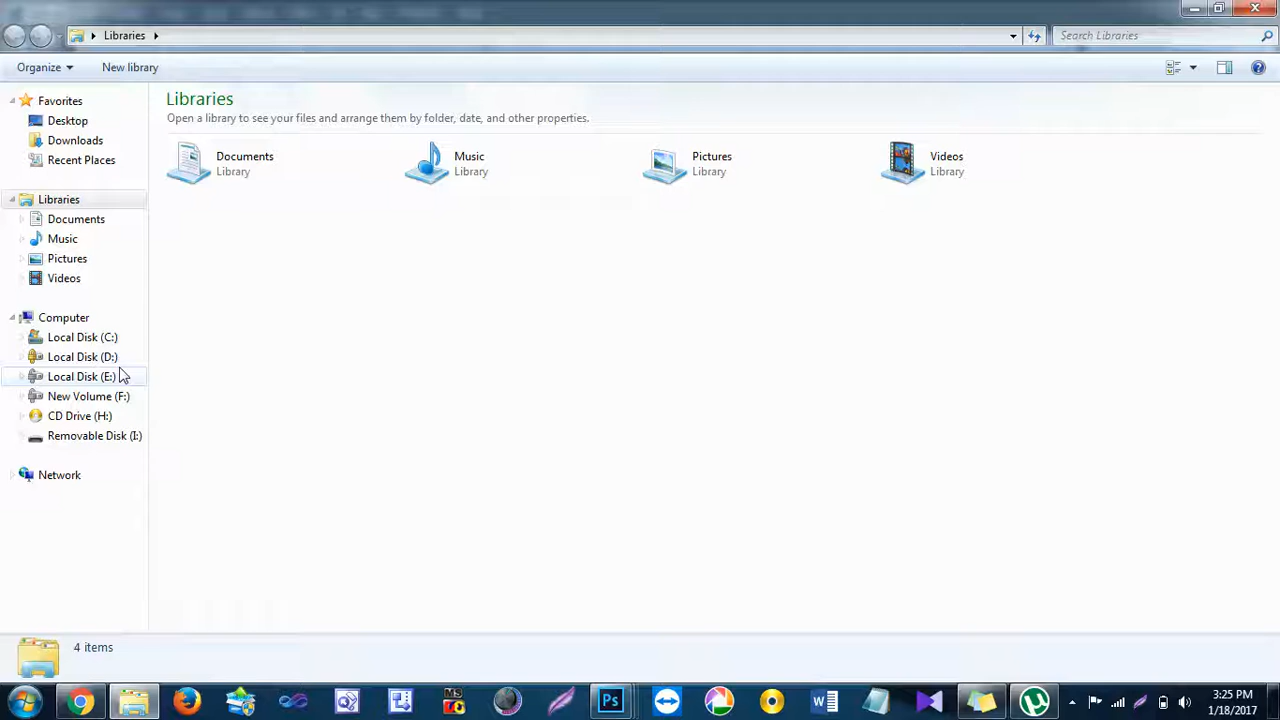 Libraries
Search Libraries
Organize
New library
Favorites
Desktop
Downloads
Recent Places
Libraries
Documents
Music
Pictures
Videos
Computer
Local Disk (C:)
Local Disk (D:)
Local Disk (E:)
New Volume (F:)
CD Drive (H:)
Removable Disk (I:)
Network
Libraries
Open a library to see your files and arrange them by folder, date, and other properties.
Documents
Library
Music
Library
Pictures
Library
Videos
Library
4 items
MS
Ps
W
3:25 PM
1/18/2017